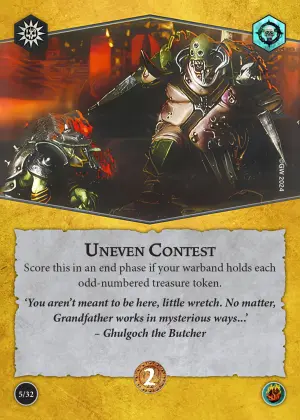 ©GW 2024
UNEVEN CONTEST
Score this in an end phase if your warband holds each
odd-numbered treasure token.
‘You aren’t meant to be here, little wretch. No matter,
Grandfather works in mysterious ways...’
– Ghulgoch the Butcher
5/32
2